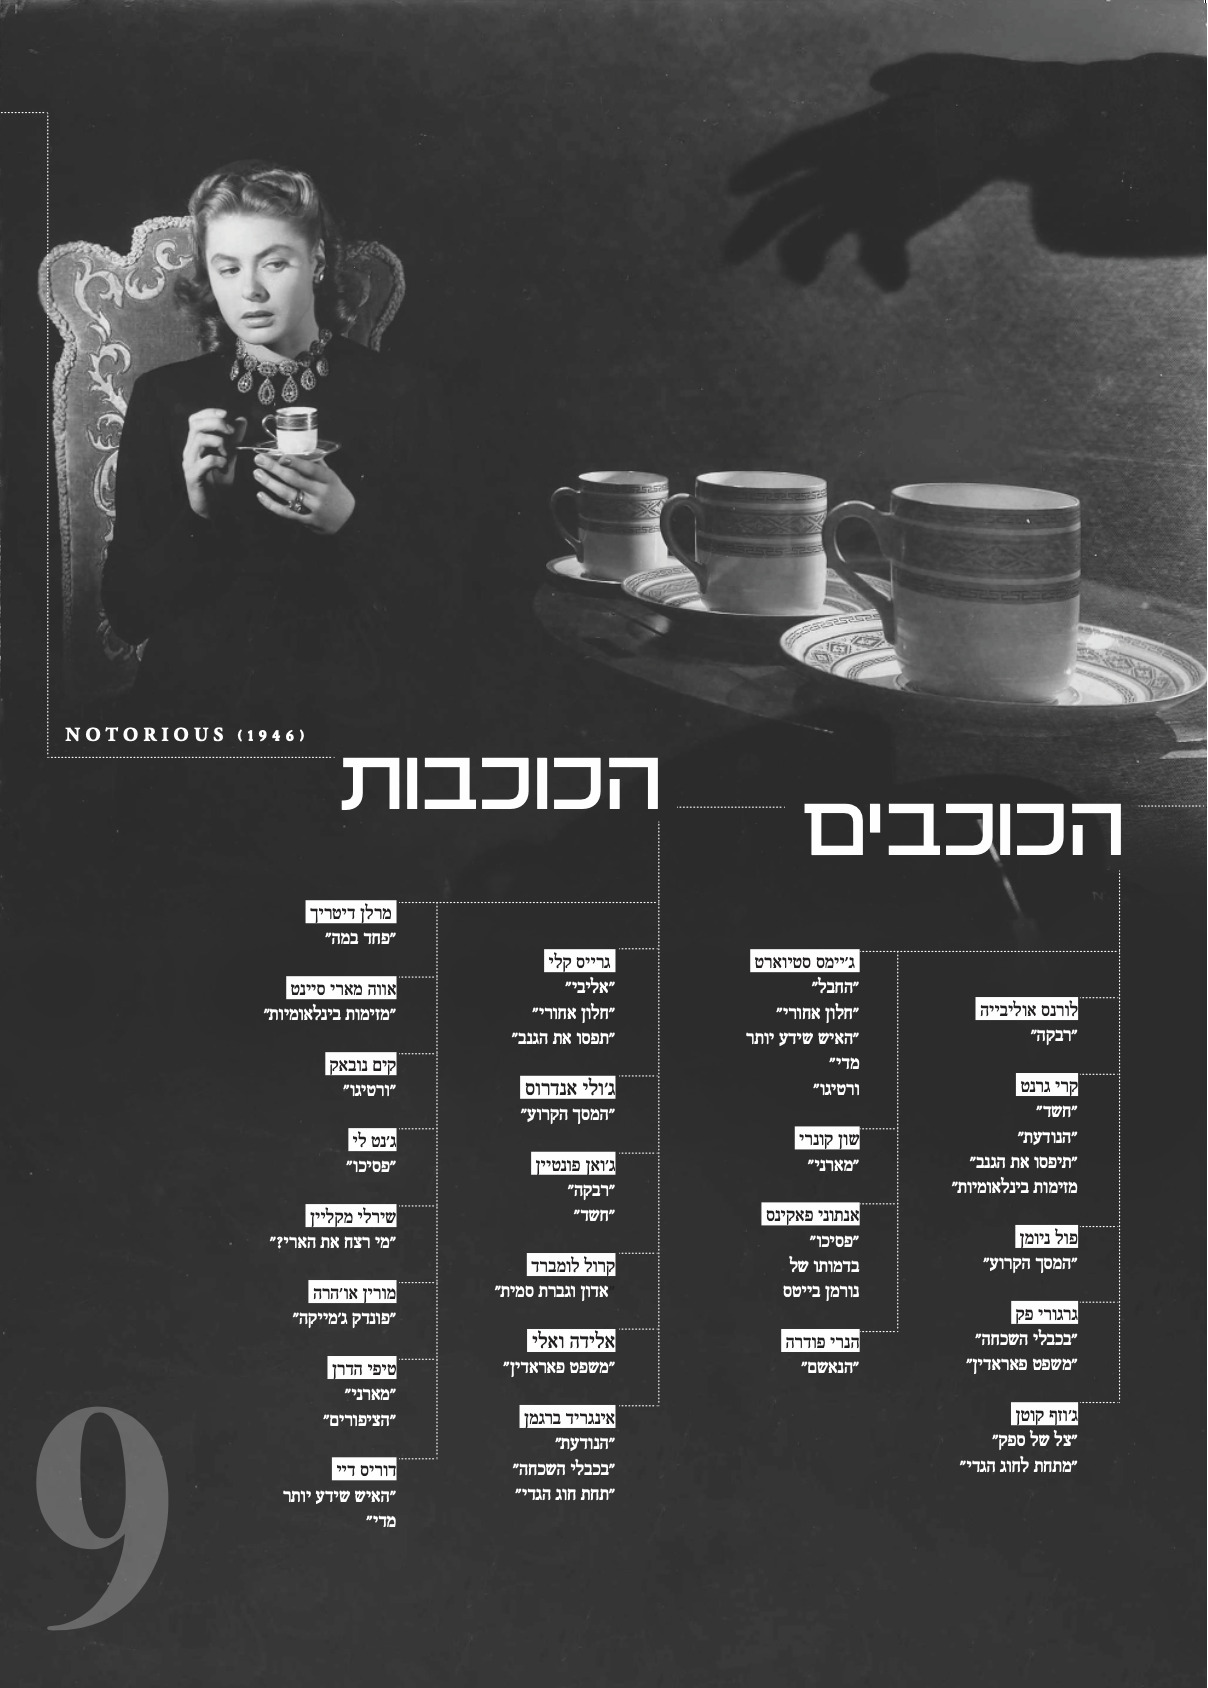 NOTORIOUS (1946)
הכוכבים
לורנס אוליבייה
״רבקה״
קרי גרנט
״חשד״
״הנודעת״
״תיפסו את הגנב״
מזימות בינלאומיות״
פול ניומן
״המסך הקרוע״
גרגורי פק
״בכבלי השכחה״
״משפט פאראדין״
ג׳וזף קוטן
״צל של ספק״
״מתחת לחוג הגדי״
ג׳יימס סטיוארט
״החבל״
״חלון אחורי״
״האיש שידע יותר
מדי״
ורטיגו״
שון קונרי
״מארני״
אנתוני פאקינס
״פסיכו״
בדמותו של
נורמן בייטס
הנרי פודרה
״הנאשם״
הכוכבות
גרייס קלי
״אליבי״
״חלון אחורי״
״תפסו את הגנב״
ג׳ולי אנדרוס
״המסך הקרוע״
ג׳ואן פונטיין
״רבקה״
״חשד״
קרול לומברד
אדון וגברת סמית״
אלידה ואלי
״משפט פאראדין״
אינגריד ברגמן
״הנודעת״
״בכבלי השכחה״
״תחת חוג הגדי״
מרלן דיטריך
״פחד במה״
אווה מארי סיינט
״מזימות בינלאומיות״
קים נובאק
״ורטיגו״
ג׳נט לי
״פסיכו״
שירלי מקליין
״מי רצח את הארי?״
מורין או׳הרה
״פונדק ג׳מייקה״
טיפי הדרן
״מארני״
״הציפורים״
דוריס דיי
״האיש שידע יותר
מדי״
9